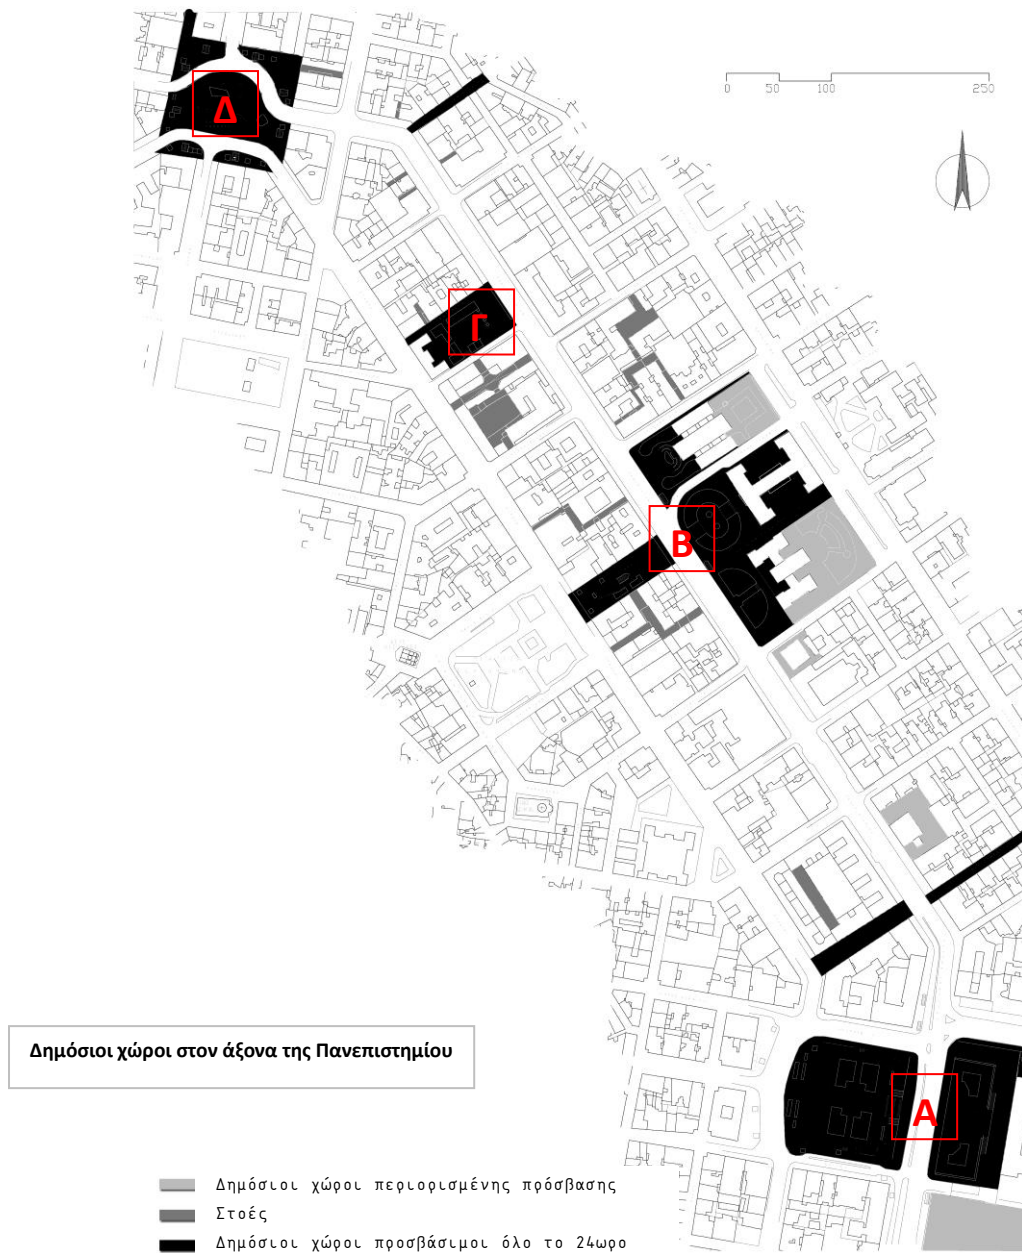 Δ
0 50 100 250
Γ
Β
Δημόσιοι χώροι στον άξονα της Πανεπιστημίου
Α
Δημόσιοι χώροι περιορισμένης πρόσβασης
Στοές
Δημόσιοι χώροι προσβάσιμοι όλο το 24ωρο